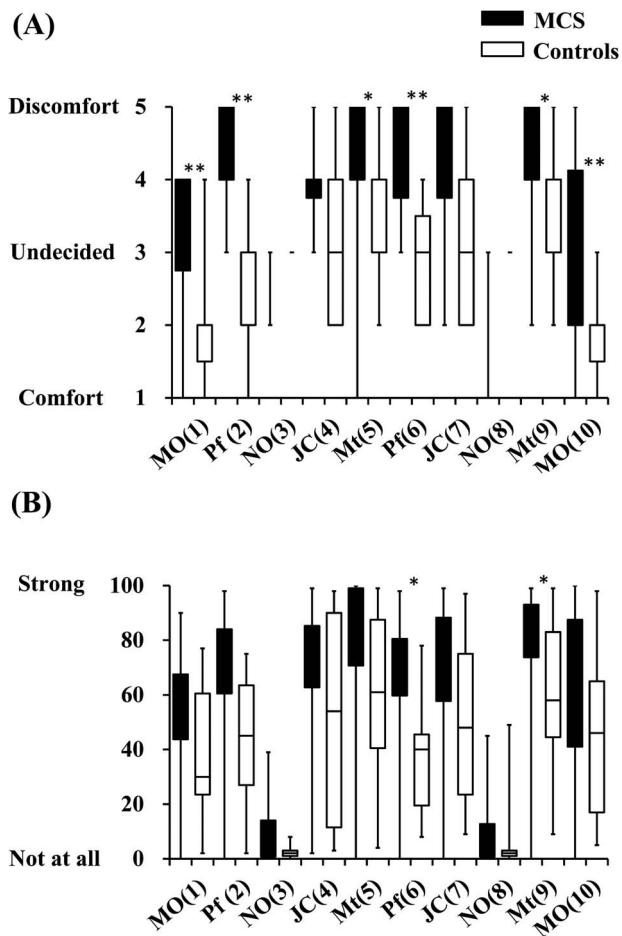 (A)
MCS
Controls
Discomfort 5
4
Undecided 3
2
Comfort 1
** ** * ** * **
MO(1) Pf (2) NO(3) JC(4) Mt(5) Pf(6) JC(7) NO(8) Mt(9) MO(10)
(B)
Strong 100
80
60
40
20
Not at all 0
* *
MO(1) Pf (2) NO(3) JC(4) Mt(5) Pf(6) JC(7) NO(8) Mt(9) MO(10)